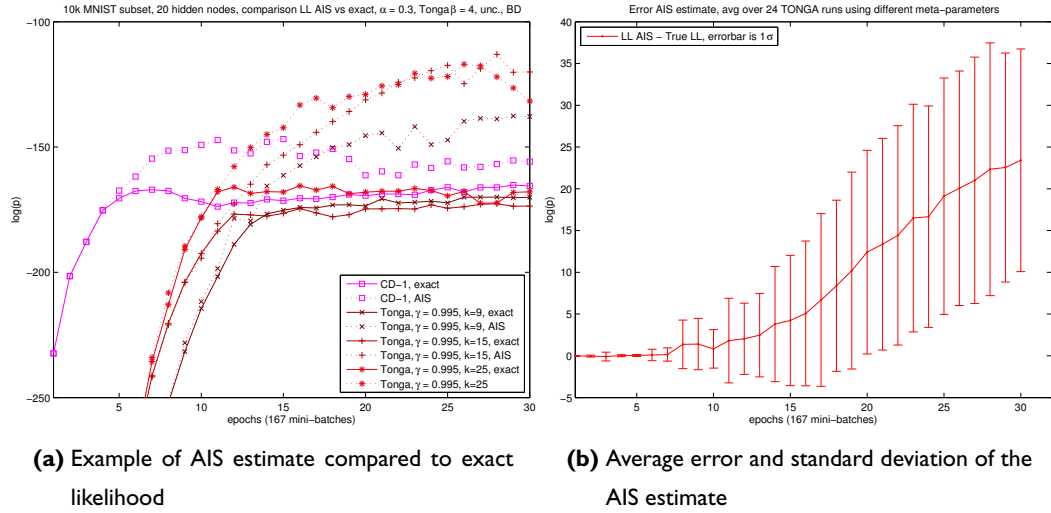 10k MNIST subset, 20 hidden nodes, comparison LL AIS vs exact, α = 0.3, Tonga β = 4, unc., BD
-100
-150
-200
-250
log(p)
5 10 15 20 25 30
epochs (167 mini-batches)
CD-1, exact
CD-1, AIS
Tonga, γ = 0.995, k=9, exact
Tonga, γ = 0.995, k=9, AIS
Tonga, γ = 0.995, k=15, exact
Tonga, γ = 0.995, k=15, AIS
Tonga, γ = 0.995, k=25, exact
Tonga, γ = 0.995, k=25
(a) Example of AIS estimate compared to exact
likelihood
Error AIS estimate, avg over 24 TONGA runs using different meta-parameters
40
35
30
25
20
15
10
5
0
-5
log(p)
5 10 15 20 25 30
epochs (167 mini-batches)
LL AIS - True LL, errorbar is 1σ
(b) Average error and standard deviation of the
AIS estimate